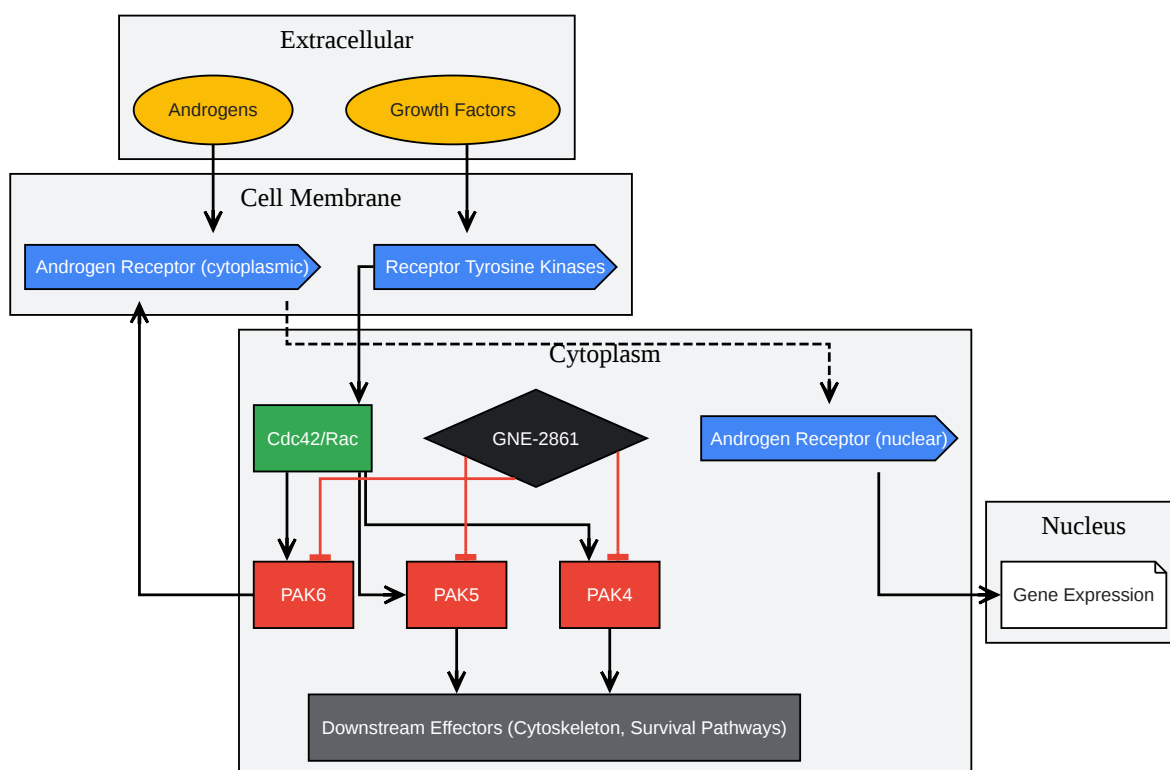 Extracellular
Androgens
Growth Factors
Cell Membrane
Androgen Receptor (cytoplasmic)
Receptor Tyrosine Kinases
Cytoplasm
Cdc42/Rac
GNE-2861
Androgen Receptor (nuclear)
Nucleus
Gene Expression
PAK6
PAK5
PAK4
Downstream Effectors (Cytoskeleton, Survival Pathways)